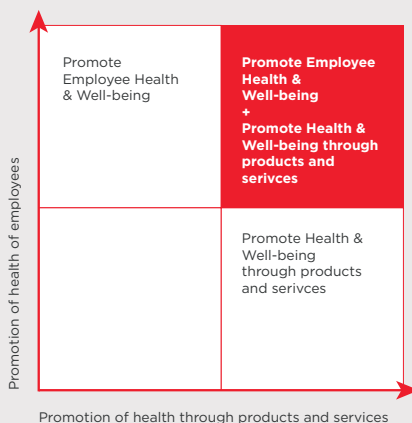 Promote
Employee Health
& Well-being
Promote Employee
Health &
Well-being
+
Promote Health &
Well-being through
products and
serivces
Promotion of health of employees
Promote Health &
Well-being
through products
and serivces
Promotion of health through products and services